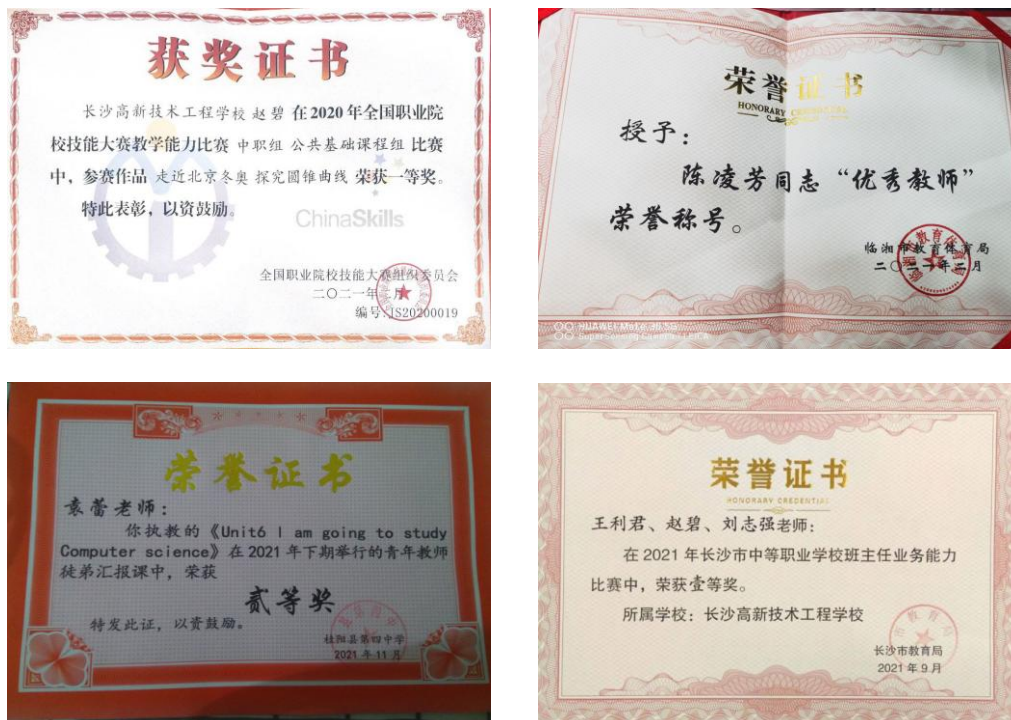 获奖证书
长沙高新技术工程学校 赵碧 在2020年全国职业院
校技能大赛教学能力比赛 中职组 公共基础课程组 比赛
中，参赛作品 走近北京冬奥 探究圆锥曲线 荣获一等奖。
特此表彰，以资鼓励。
ChinaSkills
全国职业院校技能大赛组织委员会
二〇二一年 月
编号:JS20200019
荣誉证书
HONORARY
授予：
陈凌芳同志“优秀教师”
荣誉称号。
临湘市教育体育局
二〇二一年二月
HUAWEI Mate 30 5G
荣誉证书
袁蕾老师：
你执教的《Unit6 I am going to study
Computer science》在2021年下期举行的青年教师
徒弟汇报课中，荣获
贰等奖
特发此证，以资鼓励。
桂阳县第四中学
2021年11月
荣誉证书
HONORARY CREDENTIAL
王利君、赵碧、刘志强老师：
在2021年长沙市中等职业学校班主任业务能力
比赛中，荣获壹等奖。
所属学校：长沙高新技术工程学校
长沙市教育局
2021年9月